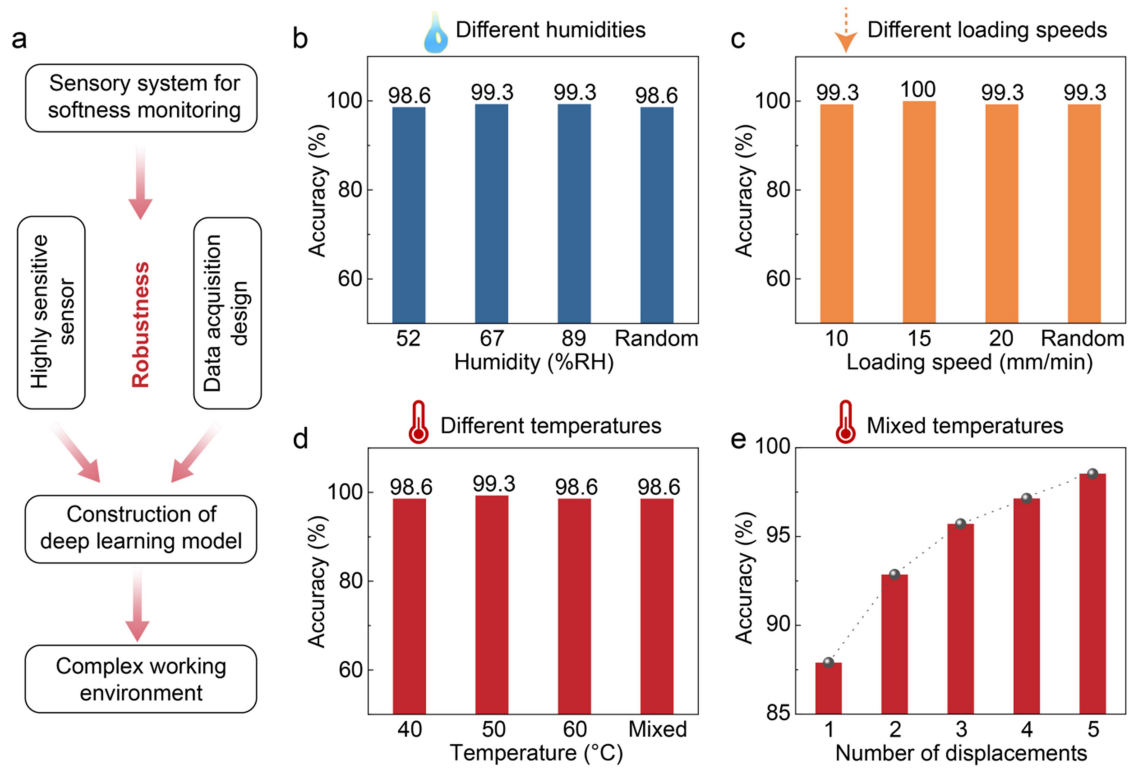 a
Sensory system for
softness monitoring
Highly sensitive
sensor
Robustness
Data acquisition
design
Construction of
deep learning model
Complex working
environment
b
Different humidities
Accuracy (%)
100
80
60
98.6
99.3
99.3
98.6
52
67
89
Random
Humidity (%RH)
c
Different loading speeds
Accuracy (%)
100
80
60
99.3
100
99.3
99.3
10
15
20
Random
Loading speed (mm/min)
d
Different temperatures
Accuracy (%)
100
80
60
98.6
99.3
98.6
98.6
40
50
60
Mixed
Temperature (°C)
e
Mixed temperatures
Accuracy (%)
100
95
90
85
1
2
3
4
5
Number of displacements